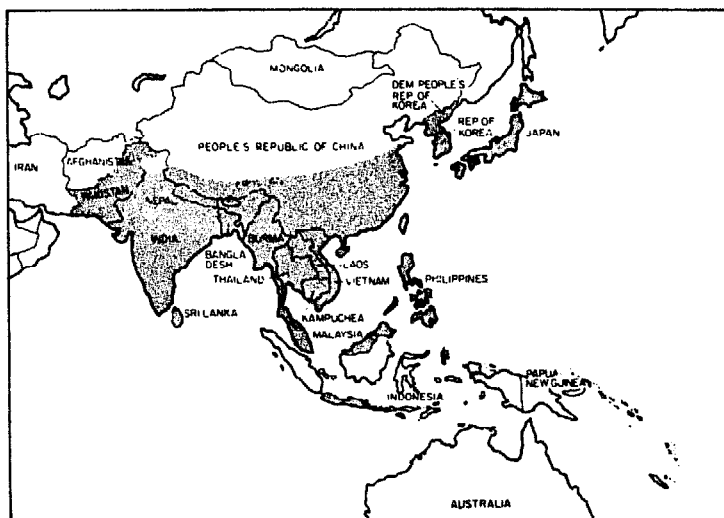 MONGOLIA
DEM PEOPLE'S
REP OF
KOREA
REP
OF KOREA
JAPAN
PEOPLE'S REPUBLIC OF CHINA
IRAN
AFGHANISTAN
PAKISTAN
NEPAL
INDIA
BURMA
BANGLA
DESH
LAOS
THAILAND
VIETNAM
PHILIPPINES
SRI LANKA
KAMPUCHEA
MALAYSIA
PAPUA
NEW GUINEA
INDONESIA
AUSTRALIA